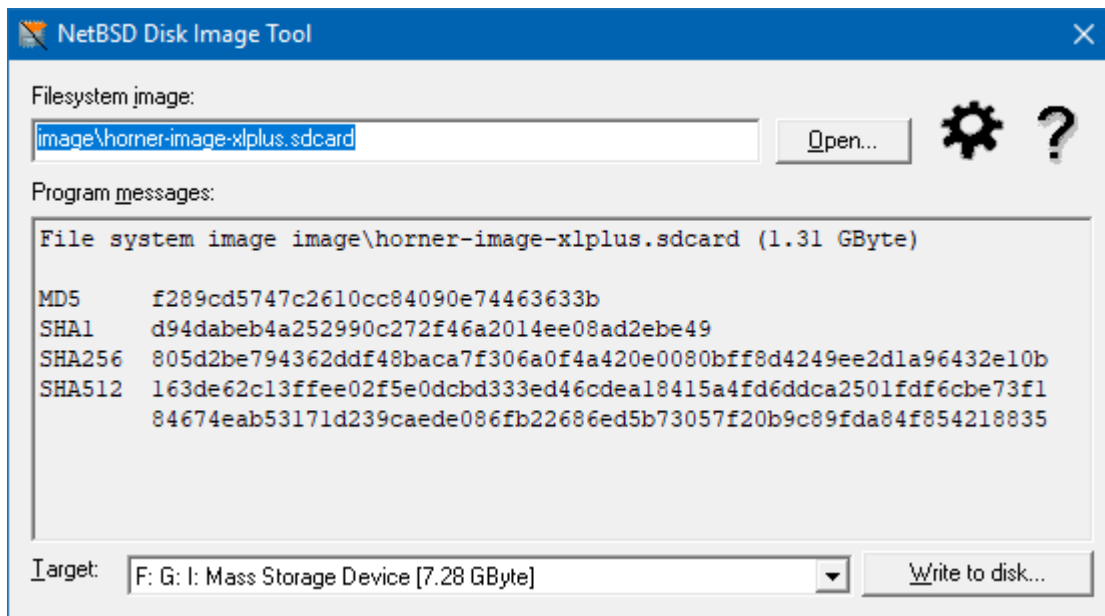 NetBSD Disk Image Tool
Filesystem image:
image\horner-image-xlplus.sdcard
Open...
Program messages:
File system image image\horner-image-xlplus.sdcard (1.31 GByte)
MD5 f289cd5747c2610cc84090e74463633b
SHA1 d94dabeb4a252990c272f46a2014ee08ad2ebe49
SHA256 805d2be794362ddf48baca7f306a0f4a420e0080bff8d4249ee2d1a96432e10b
SHA512 163de62c13ffee02f5e0dcbd333ed46cdea18415a4fd6ddca2501fdf6cbe73f1
84674eab53171d239caede086fb22686ed5b73057f20b9c89fda84f854218835
Target:
F: G: I: Mass Storage Device [7.28 GByte]
Write to disk...